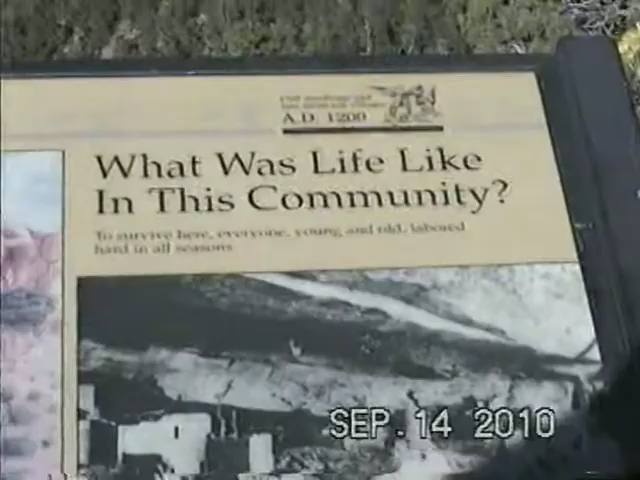 A.D. 1200
What Was Life Like
In This Community?
To survive here, everyone, young and old, labored
hard in all seasons.
SEP. 14 2010